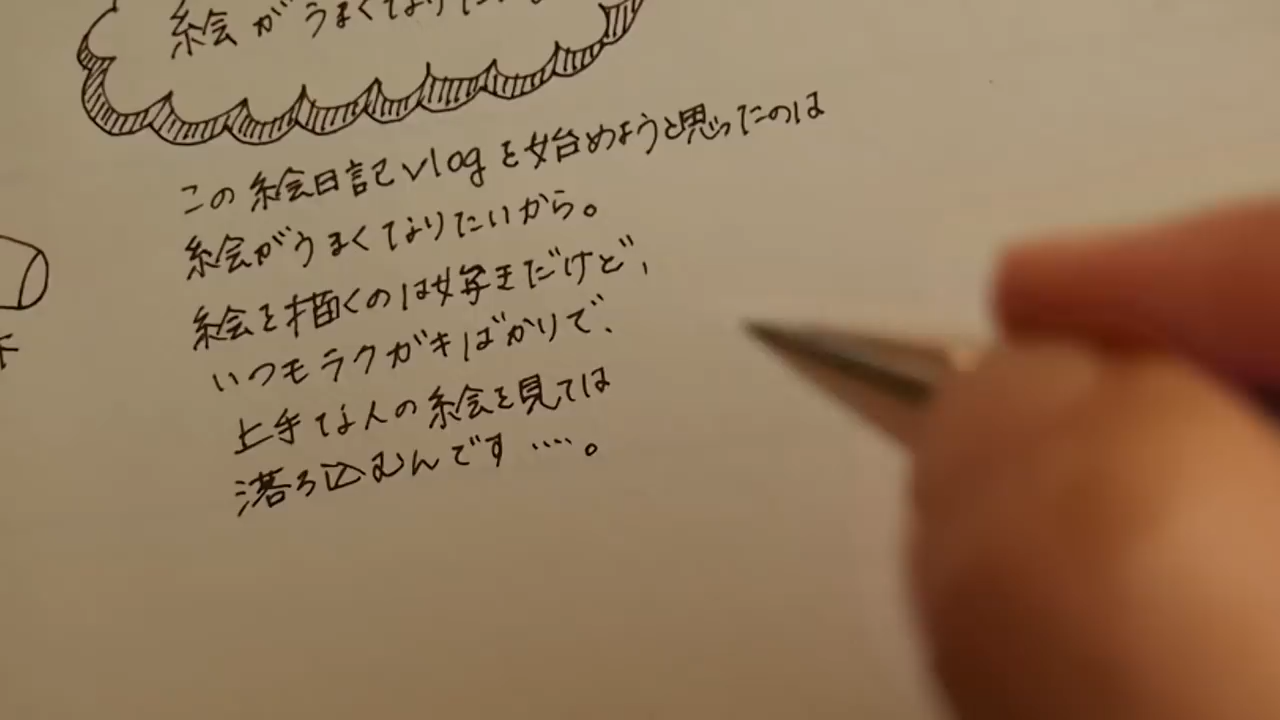 絵がうまくなりたい
この絵日記vlogを始めようと思ったのは
絵がうまくなりたいから。
絵を描くのは好きだけど、
いつもラクガキばかりで、
上手な人の絵を見ては
落ち込むんです….。